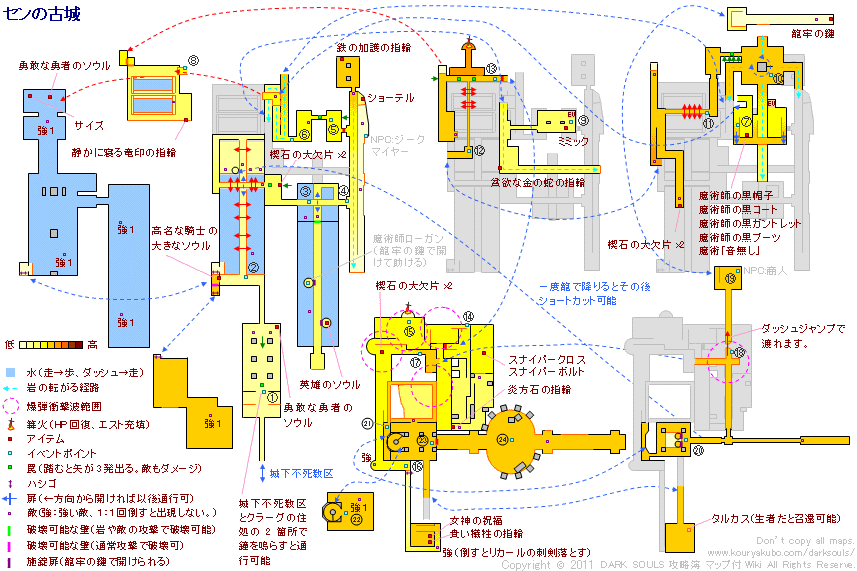 センの古城
勇敢な勇者のソウル
サイズ
強1
静かに寝る竜印の指輪
⑧
鉄の加護の指輪
ショーテル
NPC:ジーク
マイヤー
⑥
⑤
楔石の大欠片 ×2
③
④
高名な騎士の
大きなソウル
②
魔術師ローガン
(籠牢の鍵で開
けて助ける)
強1
強1
強1
⑬
⑨
ミミック
⑫
貪欲な金の蛇の指輪
籠牢の鍵
EV
EV
⑩
⑪
⑦
楔石の大欠片 ×2
魔術師の黒帽子
魔術師の黒コート
魔術師の黒ガントレット
魔術師の黒ブーツ
魔術「音無し」
⑲
NPC:商人
一度籠で降りるとその後
ショートカット可能
ダッシュジャンプで
渡れます。
⑱
楔石の大欠片 ×2
⑭
⑮
⑰
スナイパークロス
スナイパーボルト
炎方石の指輪
英雄のソウル
①
勇敢な勇者の
ソウル
強1
城下不死教区
城下不死教区
とクラーグの住
処の2箇所で
鐘を鳴らすと通
行可能
㉑
㉓
㉔
強
⑯
強1
㉒
女神の祝福
貪い犠牲の指輪
強(倒すとリカールの刺剣落とす)
⑳
タルカス(生者だと召還可能)
低 高
水(走→歩、ダッシュ→走)
岩の転がる経路
爆弾衝撃波範囲
篝火(HP回復、エスト充填)
アイテム
イベントポイント
罠(踏むと矢が3発出る。敵もダメージ)
ハシゴ
扉(←方向から開ければ以後通行可)
敵(強:強い敵、1:1回倒すと出現しない。)
破壊可能な壁(岩や敵の攻撃で破壊可能)
破壊可能な壁(通常攻撃で破壊可)
施錠扉(籠牢の鍵で開けられる)
Don't copy all maps.
www.kouryakubo.com/darksouls/
Copyright © 2011 DARK SOULS 攻略簿 マップ付 Wiki All Rights Reserve.